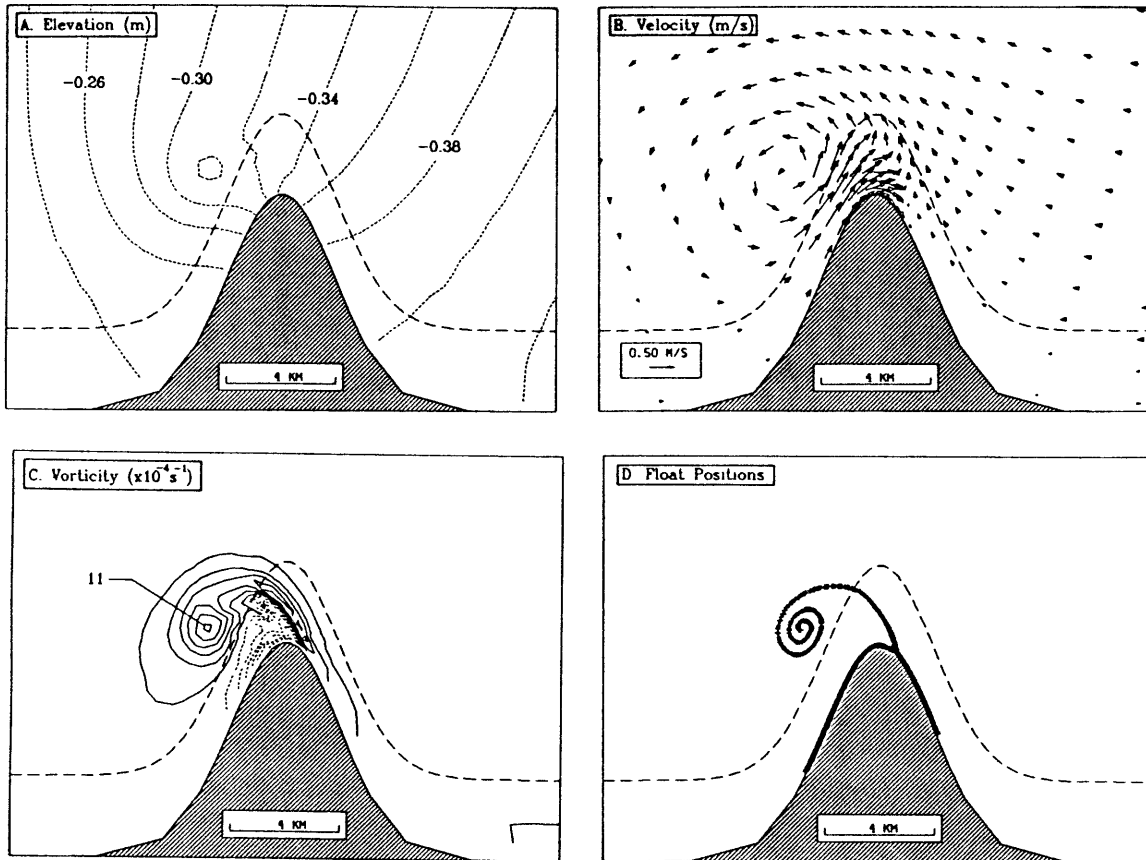 A. Elevation (m)
-0.26
-0.30
-0.34
-0.38
4 KM
B. Velocity (m/s)
0.50 M/S
4 KM
C. Vorticity (x10⁻⁴s⁻¹)
11
4 KM
D Float Positions
4 KM